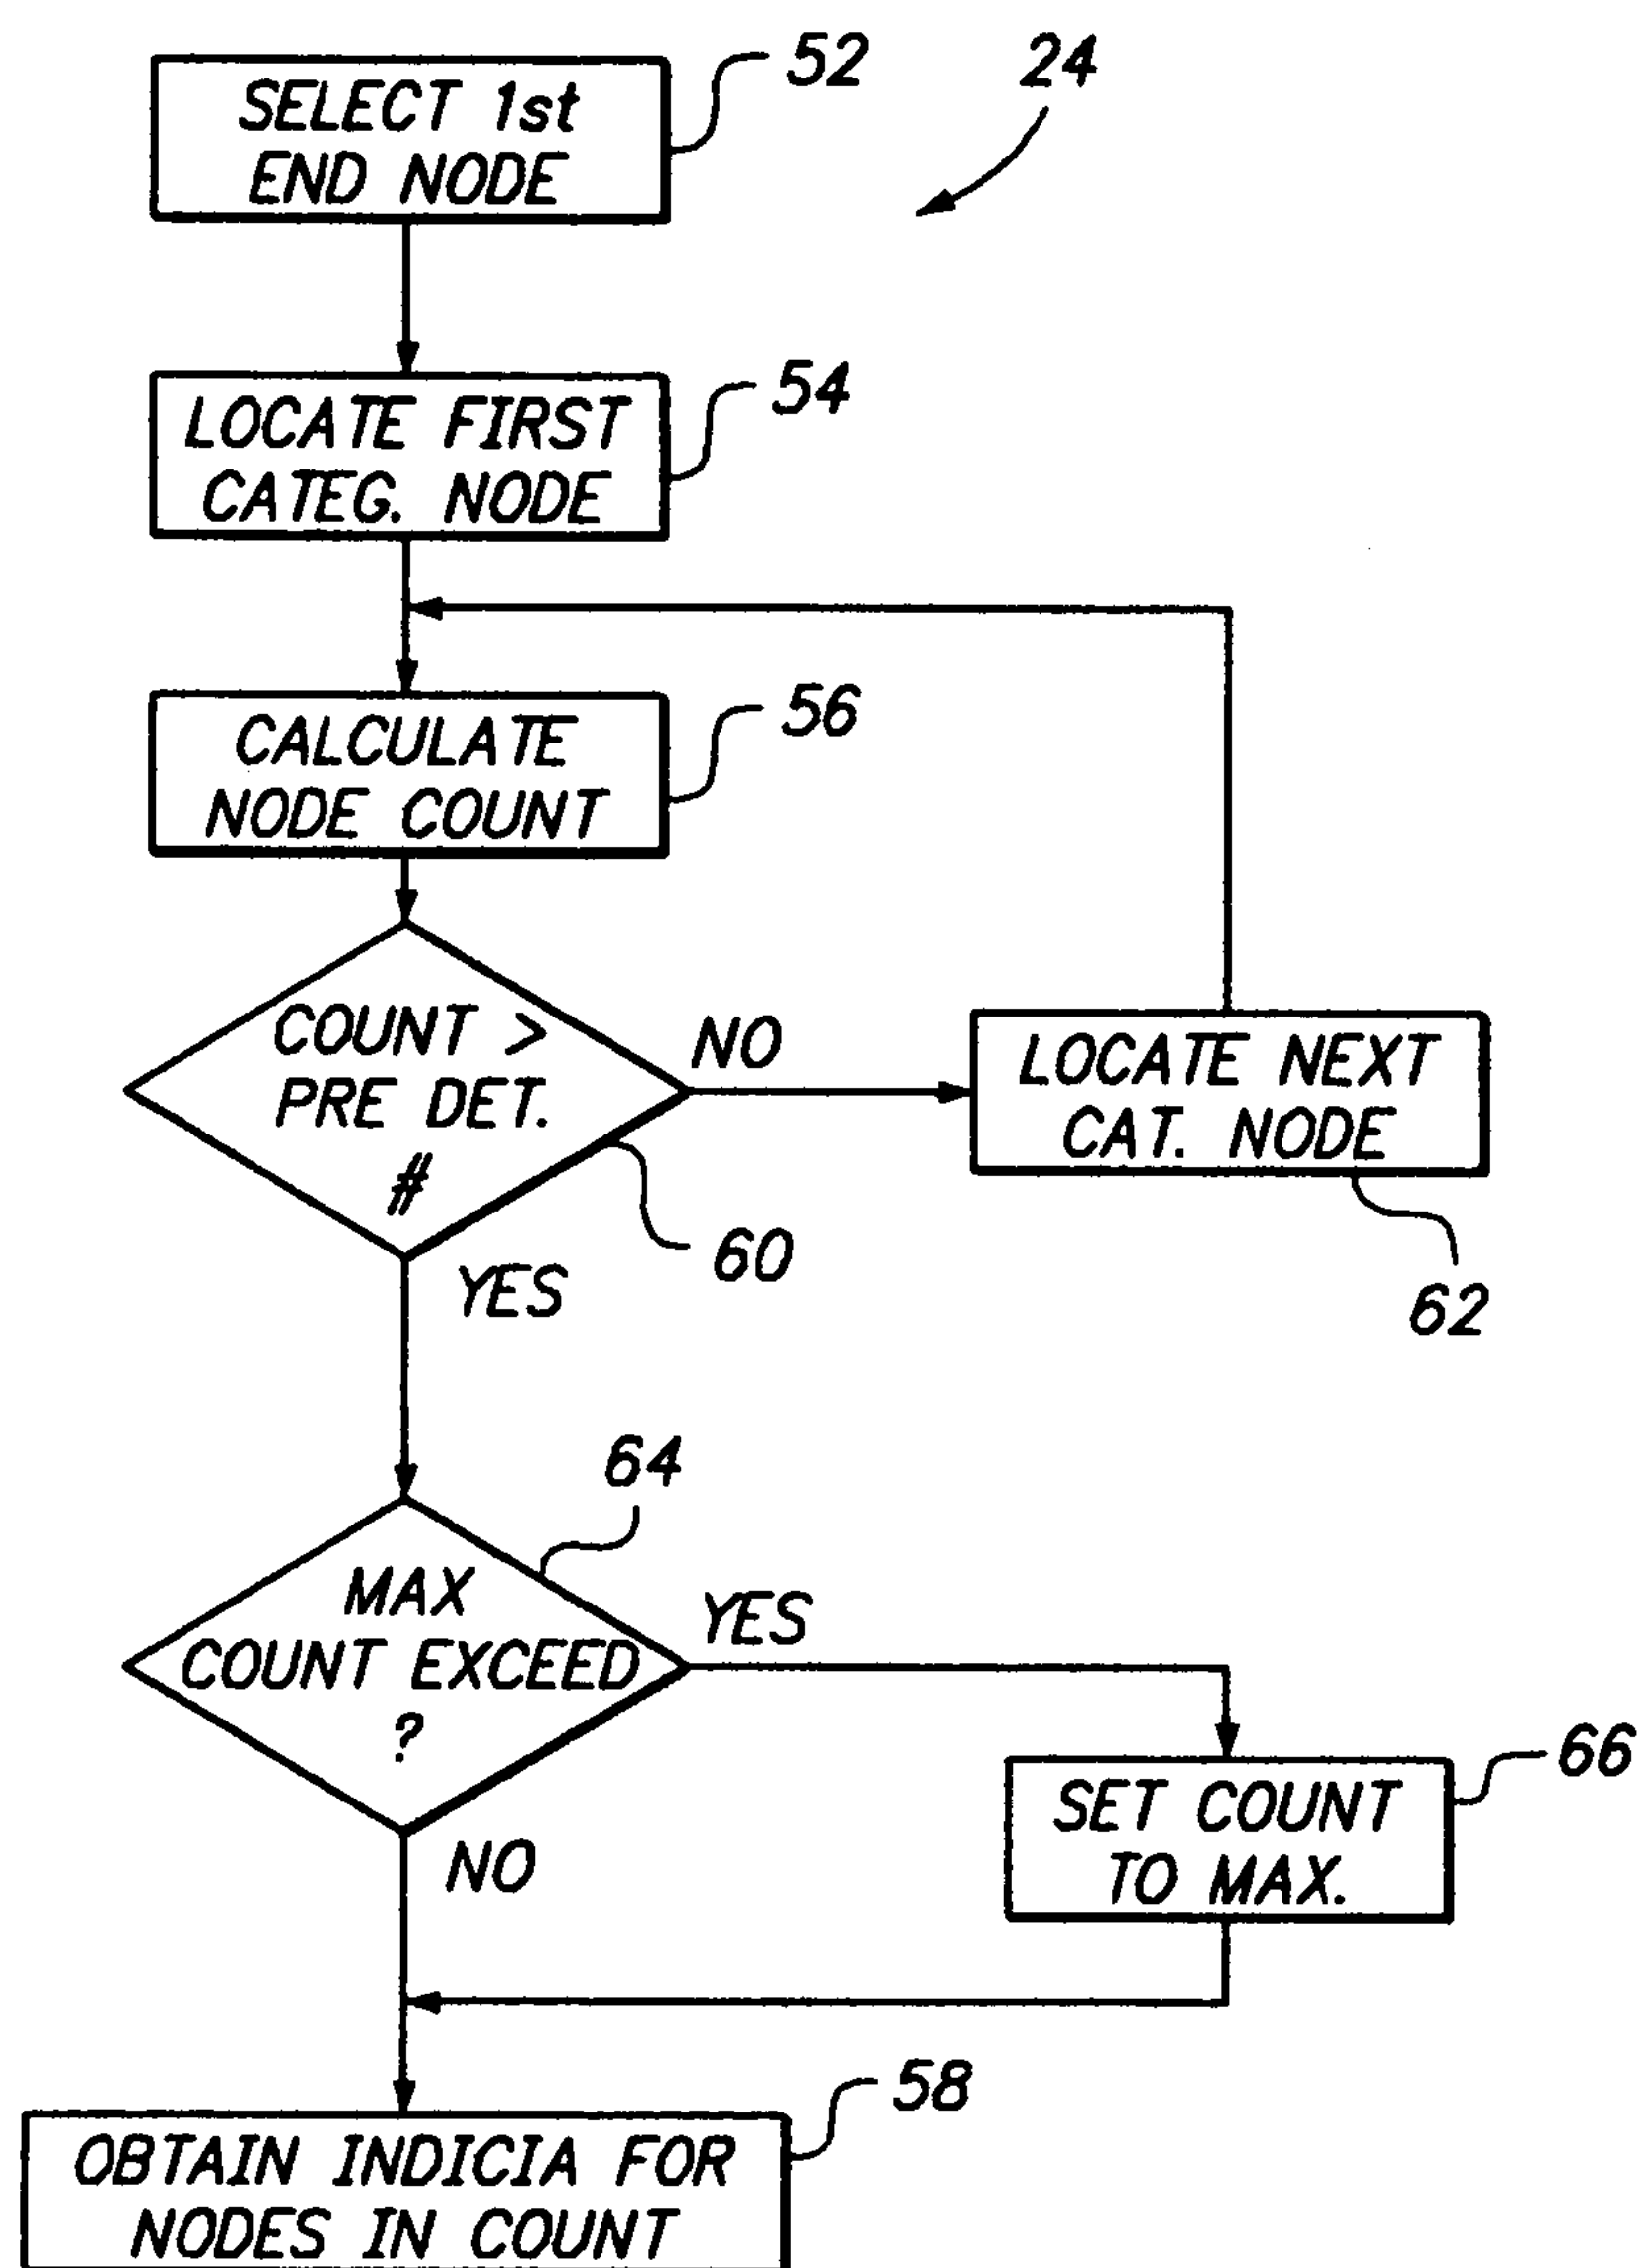 52
24
SELECT 1st
END NODE
54
LOCATE FIRST
CATEG. NODE
56
CALCULATE
NODE COUNT
COUNT >
PRE DET.
#
NO
LOCATE NEXT
CAT. NODE
60
YES
62
64
MAX
COUNT EXCEED
?
YES
66
SET COUNT
TO MAX.
NO
58
OBTAIN INDICIA FOR
NODES IN COUNT